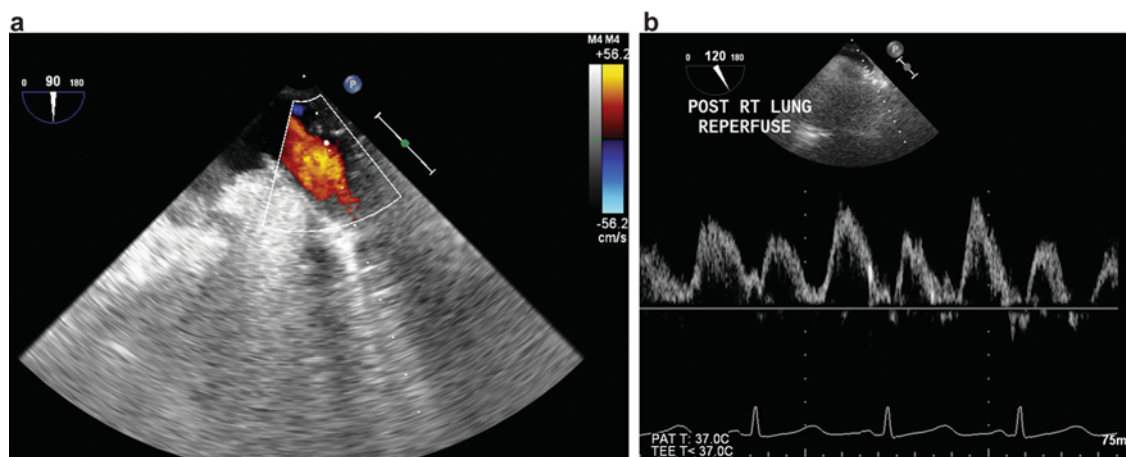 a
M4 M4
+56.2
-56.2
cm/s
0 90 180
P
b
0 120 180
P
POST RT LUNG
REPERFUSE
PAT T: 37.0C
TEE T< 37.0C
75m